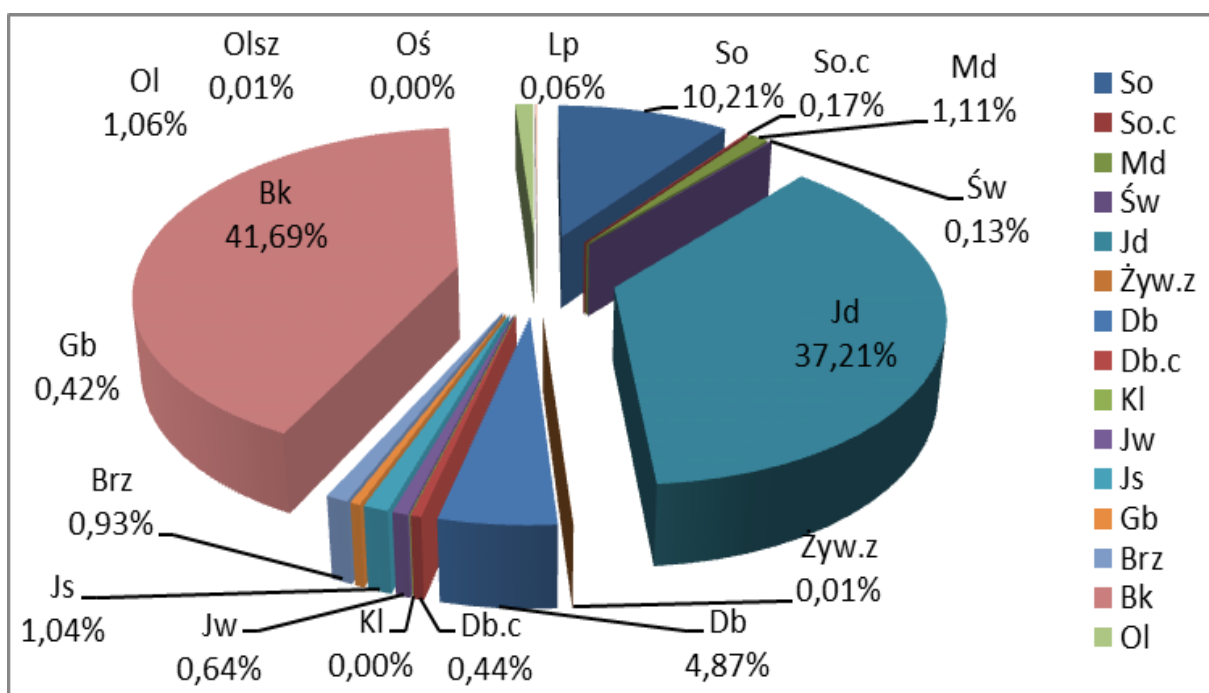 Olsz
0,01%
Oś
0,00%
Lp
0,06%
So
10,21%
So.c
0,17%
Md
1,11%
Ol
1,06%
Św
0,13%
Bk
41,69%
Jd
37,21%
Gb
0,42%
Brz
0,93%
Żyw.z
0,01%
Js
1,04%
Jw
0,64%
Kl
0,00%
Db.c
0,44%
Db
4,87%
So
So.c
Md
Św
Jd
Żyw.z
Db
Db.c
Kl
Jw
Js
Gb
Brz
Bk
Ol